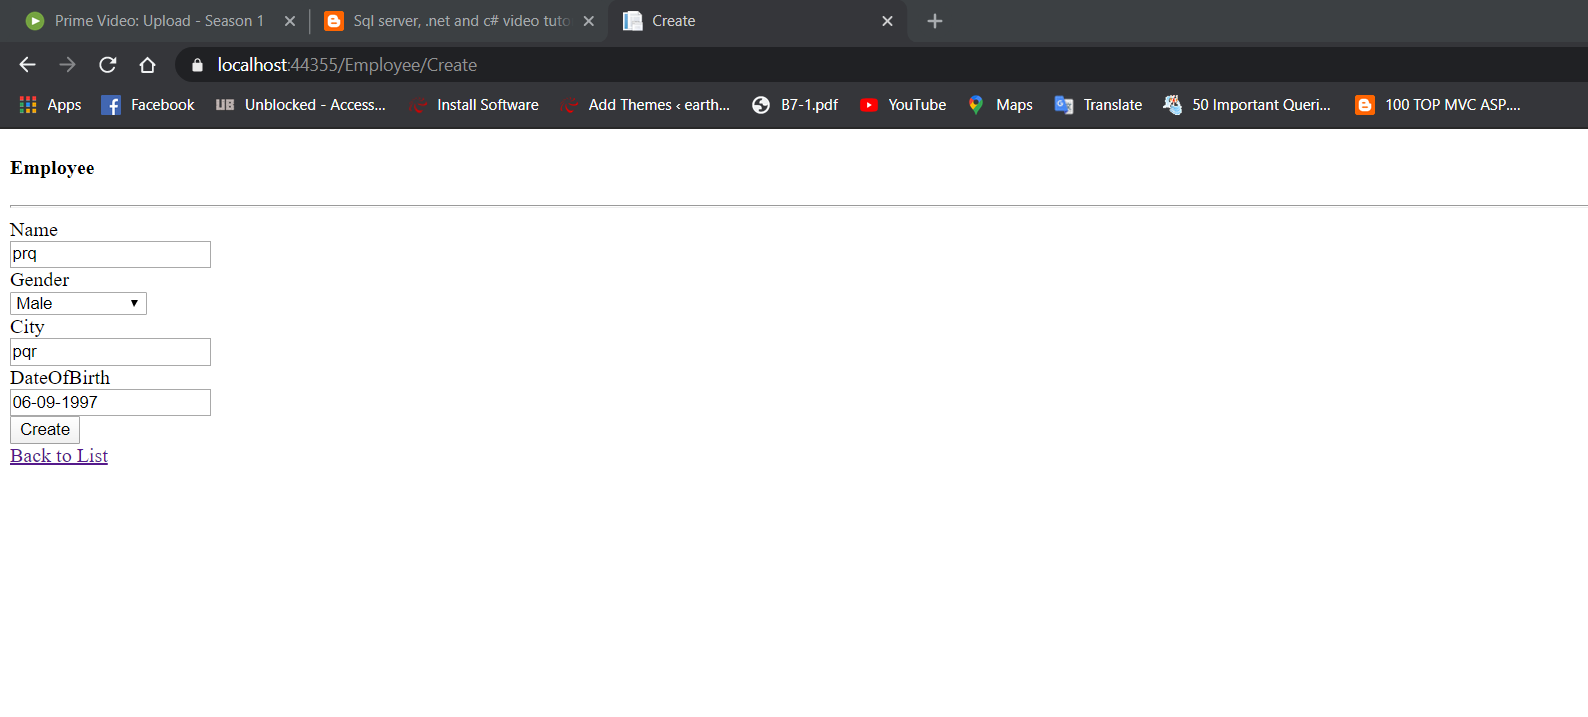 Prime Video: Upload - Season 1
Sql server, .net and c# video tuto
Create
localhost:44355/Employee/Create
Apps Facebook UB Unblocked - Access... Install Software Add Themes ‹ earth... B7-1.pdf YouTube Maps Translate 50 Important Queri... 100 TOP MVC ASP....
Employee
Name
prq
Gender
Male
City
pqr
DateOfBirth
06-09-1997
Create
Back to List